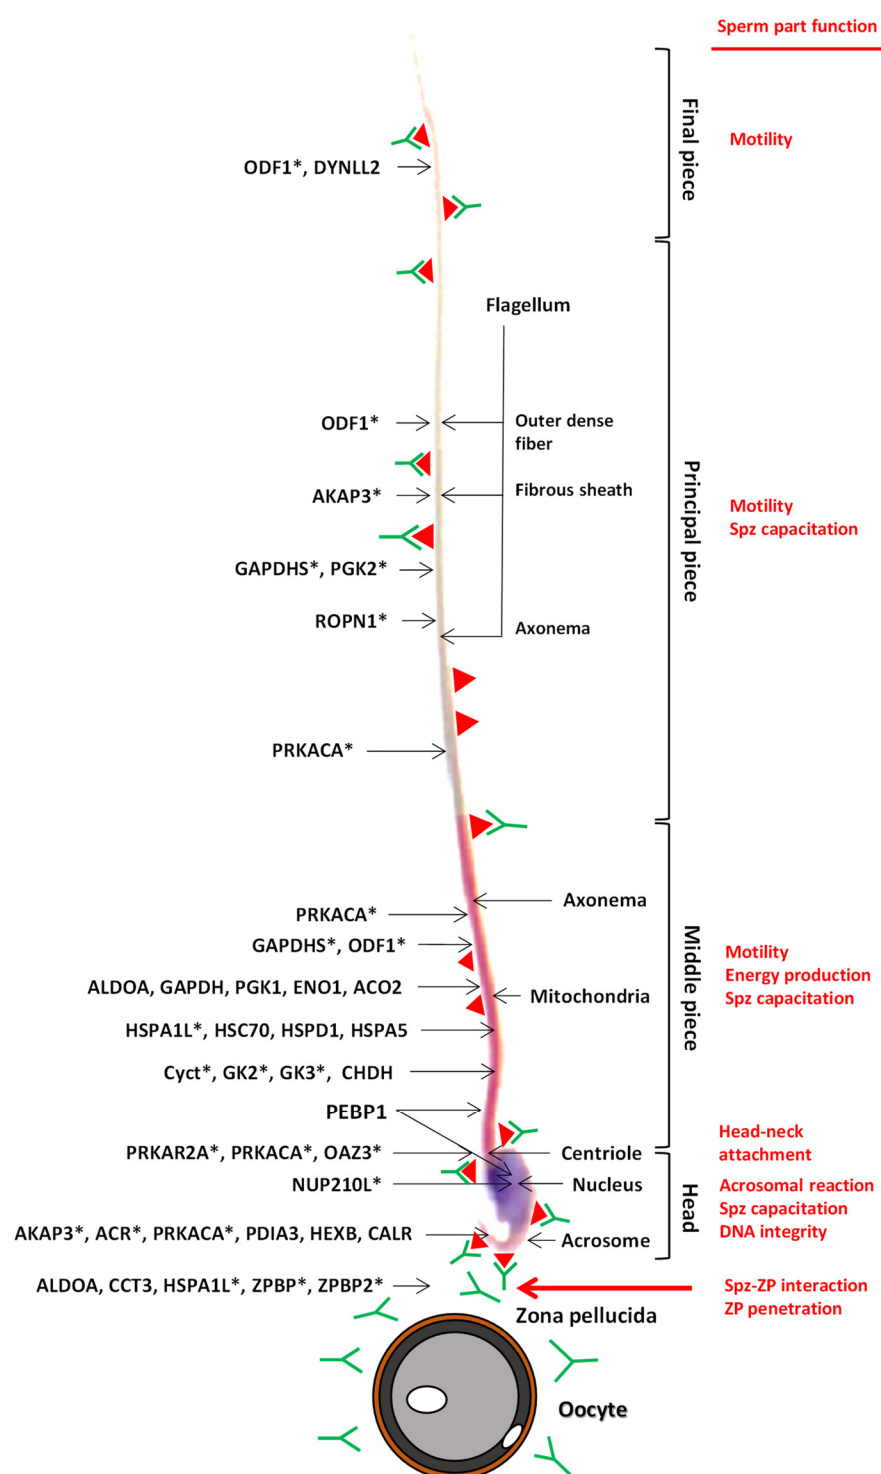 Sperm part function
Final piece
Motility
ODF1*, DYNLL2
Flagellum
ODF1*
Outer dense
fiber
AKAP3*
Fibrous sheath
Principal piece
Motility
Spz capacitation
GAPDHS*, PGK2*
ROPN1*
Axonema
PRKACA*
Axonema
PRKACA*
GAPDHS*, ODF1*
Middle piece
Motility
Energy production
Spz capacitation
ALDOA, GAPDH, PGK1, ENO1, ACO2
Mitochondria
HSPA1L*, HSC70, HSPD1, HSPA5
Cyct*, GK2*, GK3*, CHDH
PEBP1
Head-neck
attachment
PRKAR2A*, PRKACA*, OAZ3*
Centriole
NUP210L*
Nucleus
Head
Acrosomal reaction
Spz capacitation
DNA integrity
AKAP3*, ACR*, PRKACA*, PDIA3, HEXB, CALR
Acrosome
ALDOA, CCT3, HSPA1L*, ZPBP*, ZPBP2*
Spz-ZP interaction
ZP penetration
Zona pellucida
Oocyte